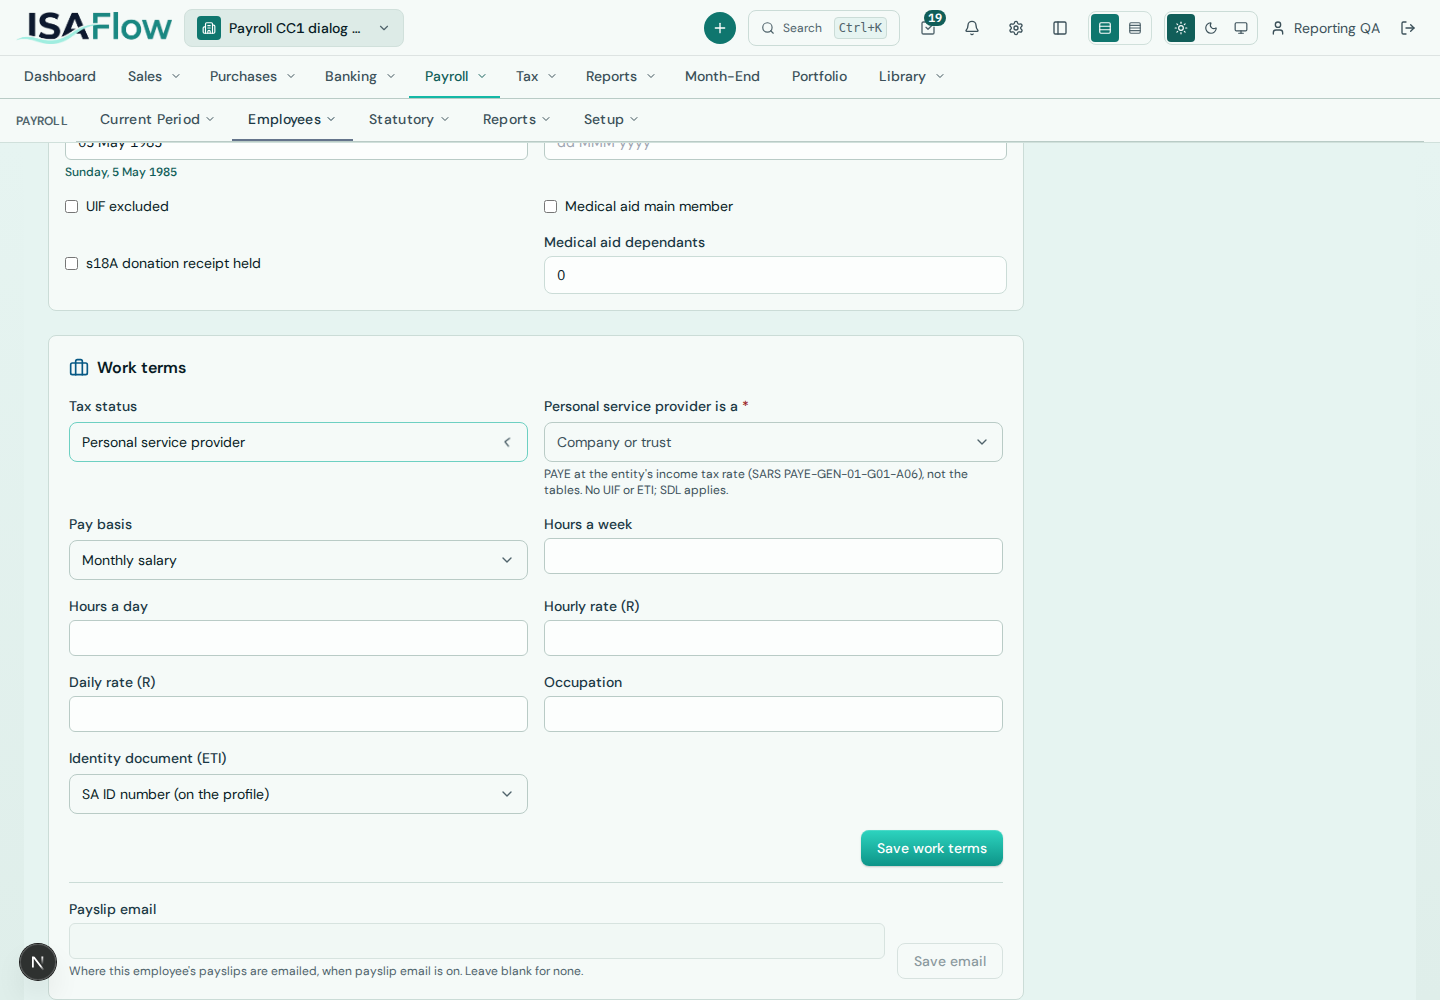 ISAFlow
Payroll CC1 dialog ...
Search Ctrl+K
19
Reporting QA
Dashboard Sales Purchases Banking Payroll Tax Reports Month-End Portfolio Library
PAYROLL Current Period Employees Statutory Reports Setup
05 May 1985
dd MMM yyyy
Sunday, 5 May 1985
UIF excluded
Medical aid main member
s18A donation receipt held
Medical aid dependants
0
Work terms
Tax status
Personal service provider
Personal service provider is a *
Company or trust
PAYE at the entity's income tax rate (SARS PAYE-GEN-01-G01-A06), not the
tables. No UIF or ETI; SDL applies.
Pay basis
Monthly salary
Hours a week
Hours a day
Hourly rate (R)
Daily rate (R)
Occupation
Identity document (ETI)
SA ID number (on the profile)
Save work terms
Payslip email
Where this employee's payslips are emailed, when payslip email is on. Leave blank for none.
Save email
N